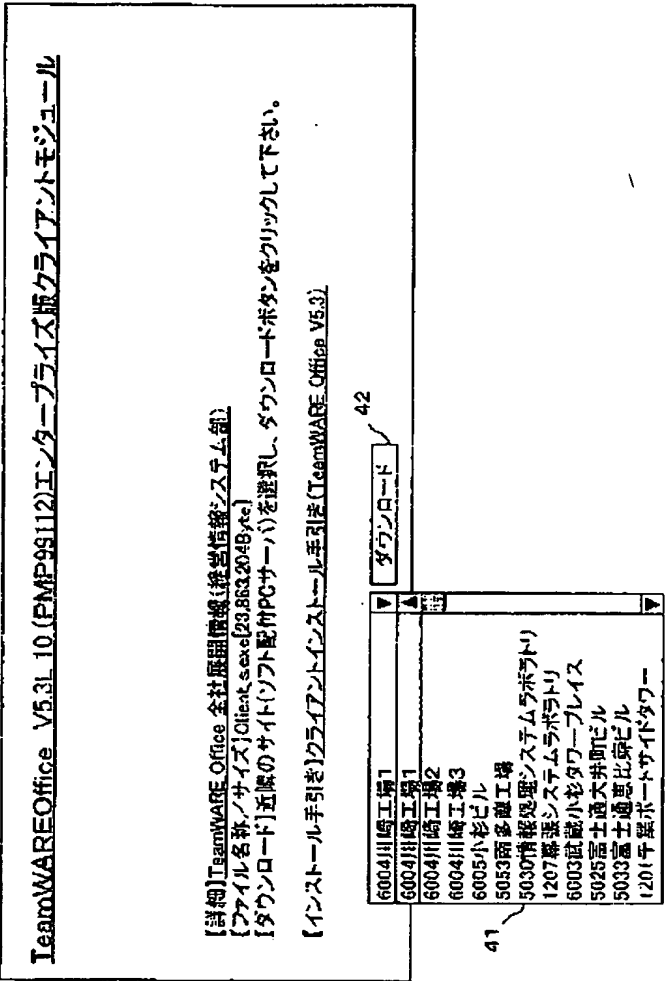 TeamWAREOffice V5.3L 10 (PMP99112)エンタープライズ版クライアントモジュール
【詳細】TeamWARE Office 全社展開情報(経営情報システム部)
【ファイル名称/サイズ】Client_s.exe[23,863,204Byte]
【ダウンロード】近隣のサイト(ソフト配付PCサーバ)を選択し、ダウンロードボタンをクリックして下さい。
【インストール手引き】クライアントインストール手引き(TeamWARE Office V5.3)
6004川崎工場1
ダウンロード
42
6004川崎工場1
6004川崎工場2
6004川崎工場3
6005小杉ビル
5053南多摩工場
5030情報処理システムラボラトリ
1207幕張システムラボラトリ
6003武蔵小杉タワープレイス
5025富士通大井町ビル
5033富士通恵比寿ビル
1201千葉ポートサイドタワー
41